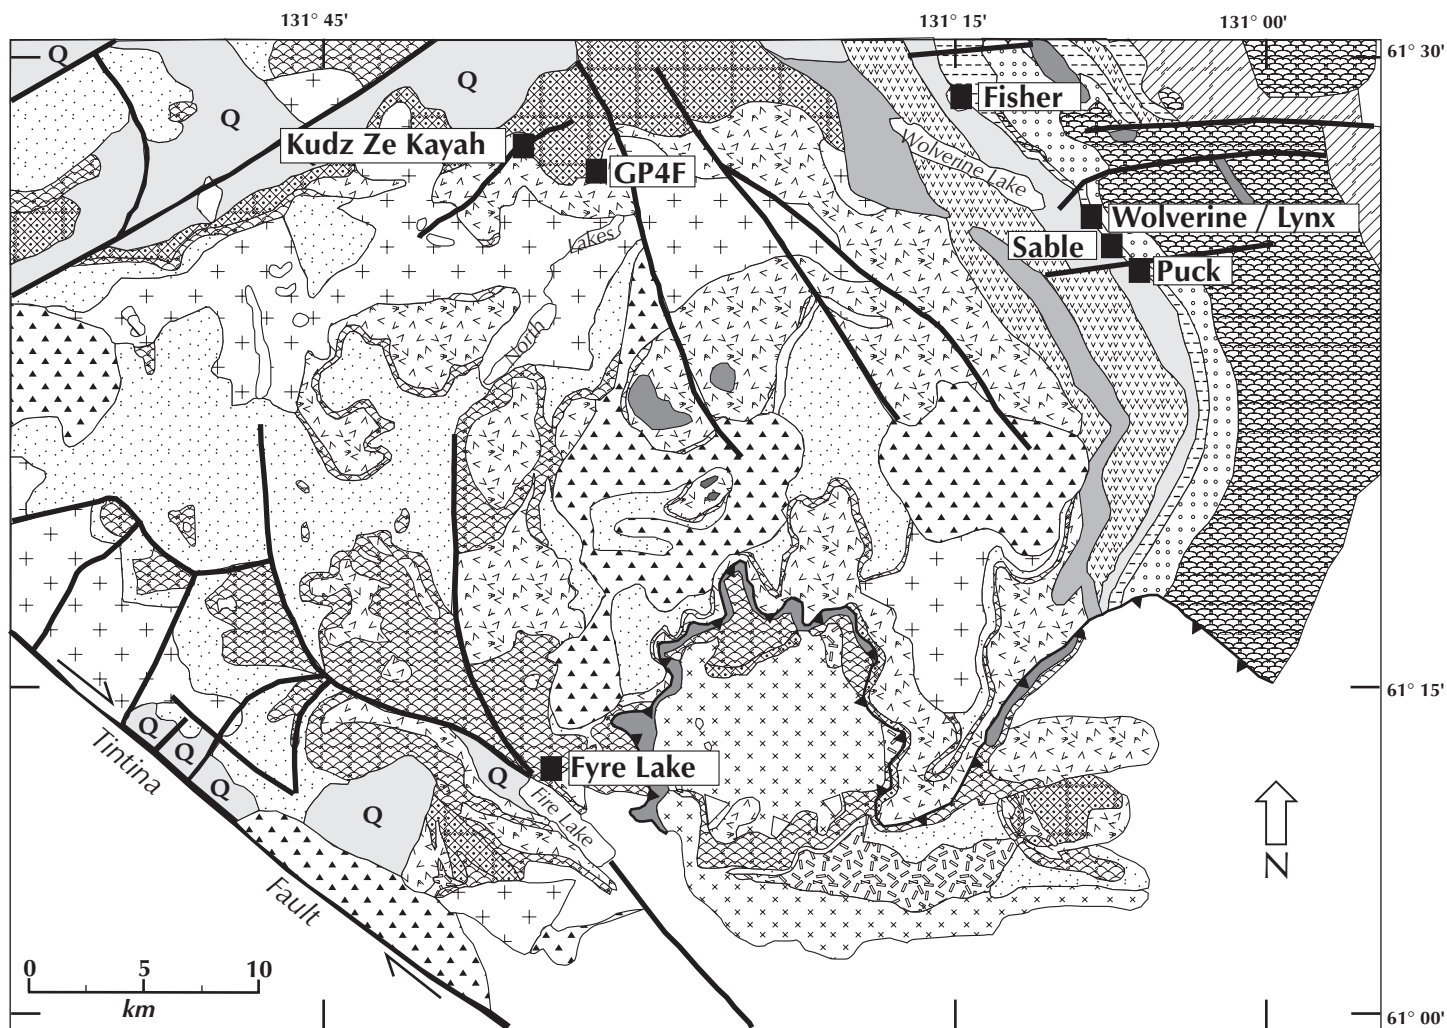 131° 45'
131° 15'
131° 00'
61° 30'
Q
Q
Q
Fisher
Kudz Ze Kayah
GP4F
Wolverine Lake
Wolverine / Lynx
Lakes
Sable
Puck
North
61° 15'
Q
Q
Q
Q
Q
Tintina
Fyre Lake
Fire Lake
N
Fault
0 5 10
km
61° 00'